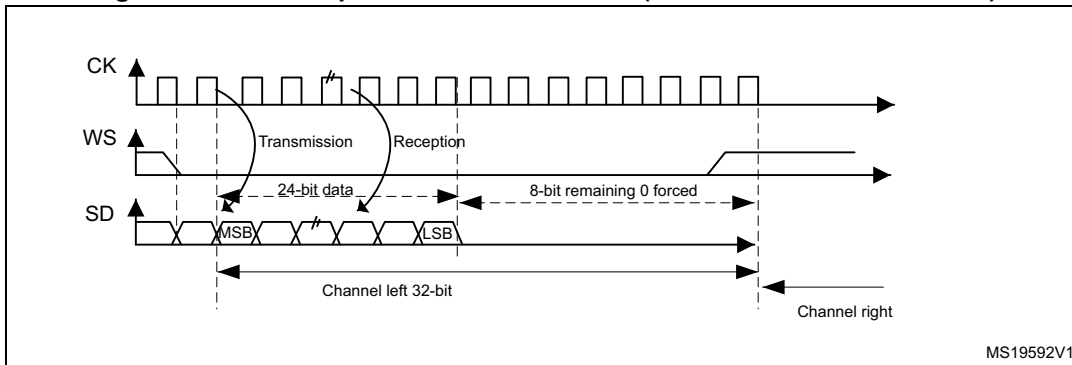 CK
WS
Transmission
Reception
24-bit data
8-bit remaining 0 forced
SD
MSB
LSB
Channel left 32-bit
Channel right
MS19592V1